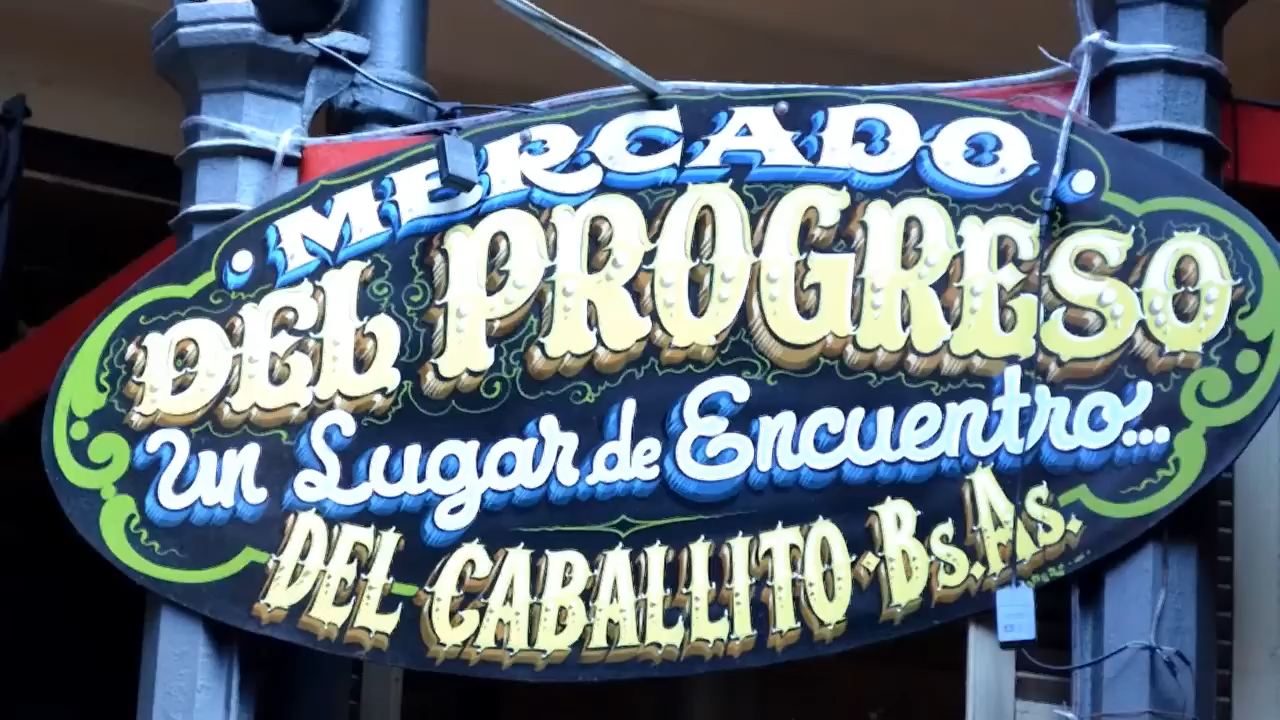 · MERCADO ·
DEL PROGRESO
Un Lugar de Encuentro...
DEL CABALLITO · Bs. As.